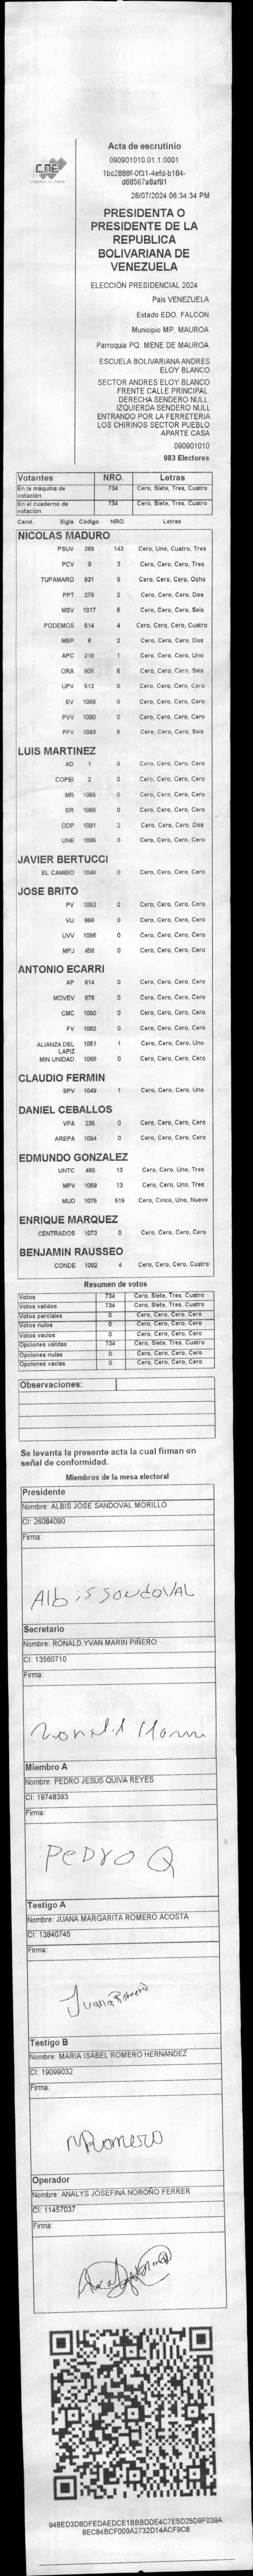 CNE
Acta de escrutinio
090901010.01.1.0001
1bc2888f-0f31-4efd-b184-
d68567a8af91
28/07/2024 06:34:34 PM
PRESIDENTA O
PRESIDENTE DE LA
REPUBLICA
BOLIVARIANA DE
VENEZUELA
ELECCIÓN PRESIDENCIAL 2024
País VENEZUELA
Estado EDO. FALCON
Municipio MP. MAUROA
Parroquia PQ. MENE DE MAUROA
ESCUELA BOLIVARIANA ANDRES
ELOY BLANCO
SECTOR ANDRES ELOY BLANCO
FRENTE CALLE PRINCIPAL.
DERECHA SENDERO NULL.
IZQUIERDA SENDERO NULL
ENTRANDO POR LA FERRETERIA
LOS CHIRINOS SECTOR PUEBLO
APARTE CASA
090901010
983 Electores
Votantes NRO. Letras
En la máquina de votación 734 Cero, Siete, Tres, Cuatro
En el cuaderno de votación 734 Cero, Siete, Tres, Cuatro
Cand. Sigla Código NRO. Letras
NICOLAS MADURO
PSUV 269 143 Cero, Uno, Cuatro, Tres
PCV 9 3 Cero, Cero, Cero, Tres
TUPAMARO 931 8 Cero, Cero, Cero, Ocho
PPT 276 2 Cero, Cero, Cero, Dos
MSV 1017 6 Cero, Cero, Cero, Seis
PODEMOS 514 4 Cero, Cero, Cero, Cuatro
MEP 6 2 Cero, Cero, Cero, Dos
APC 219 1 Cero, Cero, Cero, Uno
ORA 906 6 Cero, Cero, Cero, Seis
UPV 513 0 Cero, Cero, Cero, Cero
EV 1089 0 Cero, Cero, Cero, Cero
PVV 1090 0 Cero, Cero, Cero, Cero
PFV 1093 6 Cero, Cero, Cero, Seis
LUIS MARTINEZ
AD 1 0 Cero, Cero, Cero, Cero
COPEI 2 0 Cero, Cero, Cero, Cero
MR 1065 0 Cero, Cero, Cero, Cero
BR 1066 0 Cero, Cero, Cero, Cero
DDP 1091 2 Cero, Cero, Cero, Dos
UNE 1095 0 Cero, Cero, Cero, Cero
JAVIER BERTUCCI
EL CAMBIO 1048 0 Cero, Cero, Cero, Cero
JOSE BRITO
PV 1053 0 Cero, Cero, Cero, Cero
VU 868 0 Cero, Cero, Cero, Cero
UVV 1096 0 Cero, Cero, Cero, Cero
MPJ 458 0 Cero, Cero, Cero, Cero
ANTONIO ECARRI
AP 814 0 Cero, Cero, Cero, Cero
MOVEV 878 0 Cero, Cero, Cero, Cero
CMC 1050 0 Cero, Cero, Cero, Cero
FV 1082 0 Cero, Cero, Cero, Cero
ALIANZA DEL LAPIZ 1051 1 Cero, Cero, Cero, Uno
MIN UNIDAD 1068 0 Cero, Cero, Cero, Cero
CLAUDIO FERMIN
SPV 1049 1 Cero, Cero, Cero, Uno
DANIEL CEBALLOS
VPA 236 0 Cero, Cero, Cero, Cero
AREPA 1094 0 Cero, Cero, Cero, Cero
EDMUNDO GONZALEZ
UNTC 460 13 Cero, Cero, Uno, Tres
MPV 1069 13 Cero, Cero, Uno, Tres
MUD 1075 519 Cero, Cinco, Uno, Nueve
ENRIQUE MARQUEZ
CENTRADOS 1073 0 Cero, Cero, Cero, Cero
BENJAMIN RAUSSEO
CONDE 1092 4 Cero, Cero, Cero, Cuatro
Resumen de votos
Votos 734 Cero, Siete, Tres, Cuatro
Votos validos 734 Cero, Siete, Tres, Cuatro
Votos parciales 0 Cero, Cero, Cero, Cero
Votos nulos 0 Cero, Cero, Cero, Cero
Votos vacios 0 Cero, Cero, Cero, Cero
Opciones validas 734 Cero, Siete, Tres, Cuatro
Opciones nulas 0 Cero, Cero, Cero, Cero
Opciones vacias 0 Cero, Cero, Cero, Cero
Observaciones:
Se levanta la presente acta la cual firman en
señal de conformidad.
Miembros de la mesa electoral
Presidente
Nombre: ALBIS JOSE SANDOVAL MORILLO
CI: 26084090
Firma:
Albis SandovAL
Secretario
Nombre: RONALD YVAN MARIN PIÑERO
CI: 13560710
Firma:
Ronald Marin
Miembro A
Nombre: PEDRO JESUS QUIVA REYES
CI: 19748393
Firma:
PeDro Q
Testigo A
Nombre: JUANA MARGARITA ROMERO ACOSTA
CI: 13840745
Firma:
Juana Romero
Testigo B
Nombre: MARIA ISABEL ROMERO HERNANDEZ
CI: 19099032
Firma:
MRomero
Operador
Nombre: ANALYS JOSEFINA NOROÑO FERRER
CI: 11457037
Firma:
948ED3D8DFEDAEDCE1BBBDDE4C7E5D25D9F039A
8EC84BCF009A2732D14ACF9C8